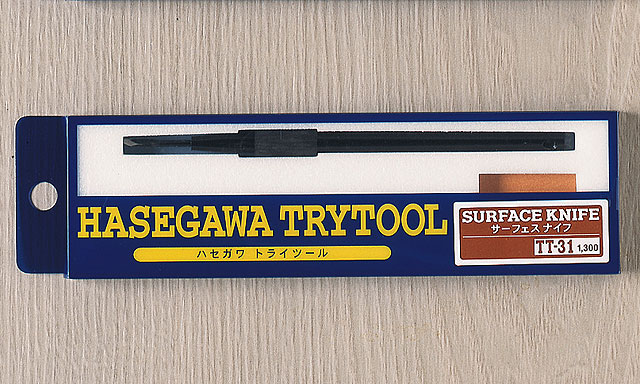 HASEGAWA TRYTOOL
ハセガワ トライツール
SURFACE KNIFE
サーフェス ナイフ
TT-31 1,300